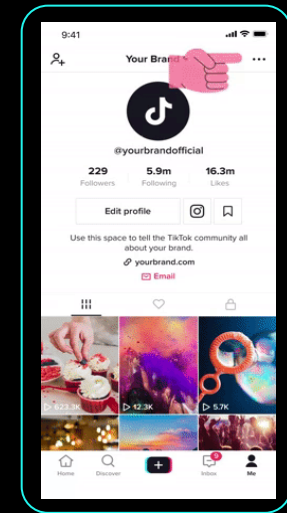 9:41
Your Brand
@yourbrandofficial
229 5.9m 16.3m
Followers Following Likes
Edit profile
Use this space to tell the TikTok community all
about your brand.
yourbrand.com
Email
623.3K 12.3K 5.7K
9
Home Discover Inbox Me